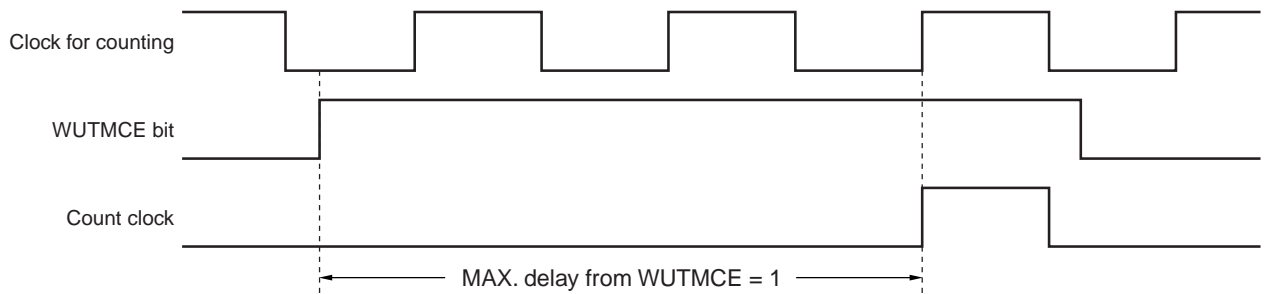 Clock for counting
WUTMCE bit
Count clock
MAX. delay from WUTMCE = 1